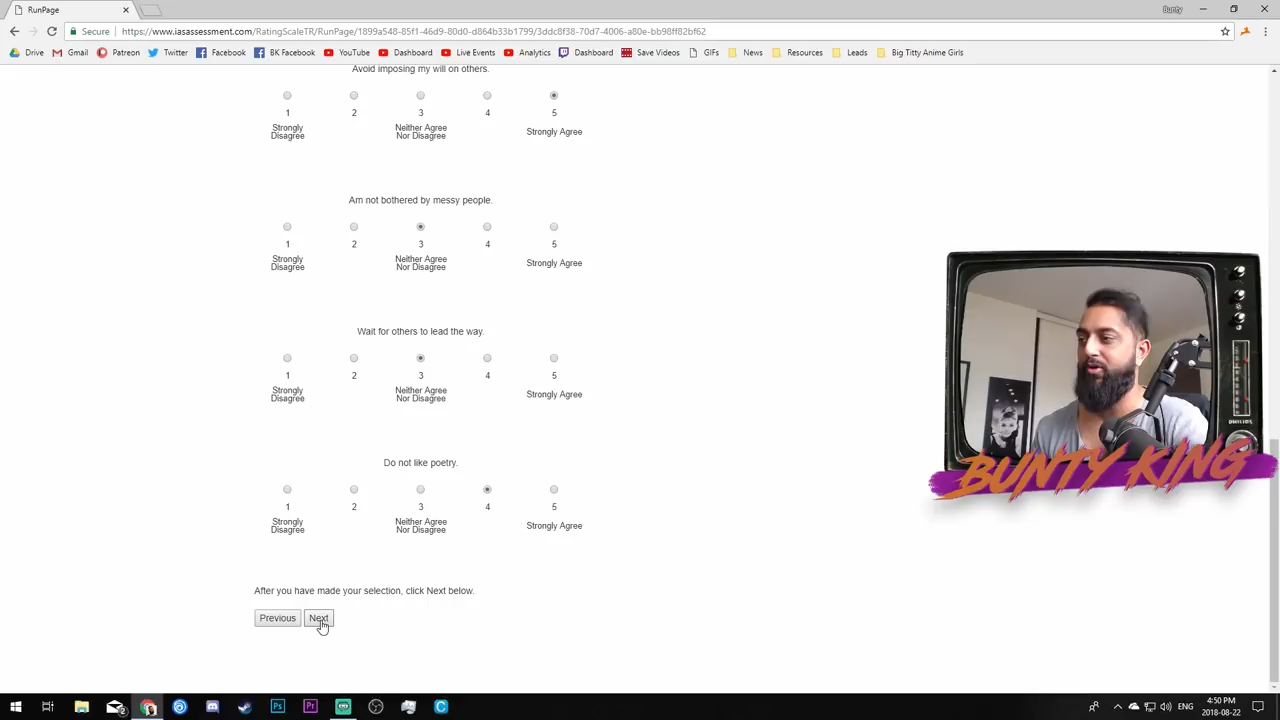 RunPage
Bunty
Secure
https://www.iasassessment.com/RatingScaleTR/RunPage/1899a548-85f1-46d9-80d0-d864b33b1799/3ddc8f38-70d7-4006-a80e-bb98ff82bf62
Drive Gmail Patreon Twitter Facebook BK Facebook YouTube Dashboard Live Events Analytics Dashboard Save Videos GIFs News Resources Leads Big Titty Anime Girls
Avoid imposing my will on others.
1 2 3 4 5
Strongly Disagree Neither Agree Nor Disagree Strongly Agree
Am not bothered by messy people.
1 2 3 4 5
Strongly Disagree Neither Agree Nor Disagree Strongly Agree
Wait for others to lead the way.
1 2 3 4 5
Strongly Disagree Neither Agree Nor Disagree Strongly Agree
Do not like poetry.
1 2 3 4 5
Strongly Disagree Neither Agree Nor Disagree Strongly Agree
After you have made your selection, click Next below.
Previous Next
PHILIPS
BUNTY KING
Ps Pr C
ENG
4:50 PM
2018-08-22